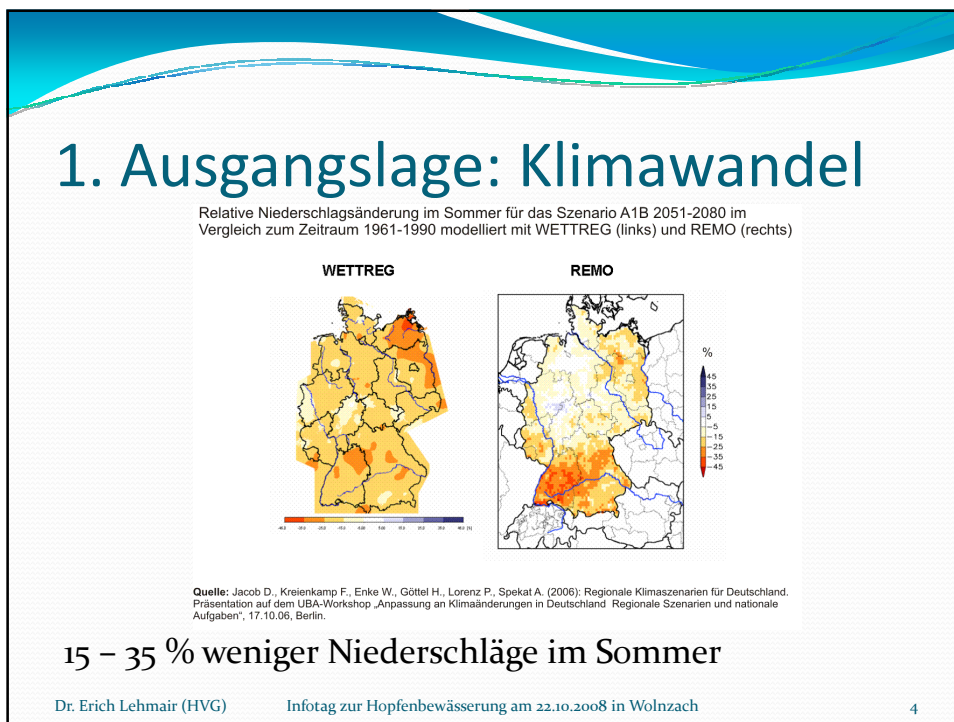 1. Ausgangslage: Klimawandel
Relative Niederschlagsänderung im Sommer für das Szenario A1B 2051-2080 im
Vergleich zum Zeitraum 1961-1990 modelliert mit WETTREG (links) und REMO (rechts)
WETTREG
REMO
%
45
35
25
15
5
−5
−15
−25
−35
−45
Quelle: Jacob D., Kreienkamp F., Enke W., Göttel H., Lorenz P., Spekat A. (2006): Regionale Klimaszenarien für Deutschland.
Präsentation auf dem UBA-Workshop „Anpassung an Klimaänderungen in Deutschland Regionale Szenarien und nationale
Aufgaben“, 17.10.06, Berlin.
15 – 35 % weniger Niederschläge im Sommer
Dr. Erich Lehmair (HVG) Infotag zur Hopfenbewässerung am 22.10.2008 in Wolnzach 4